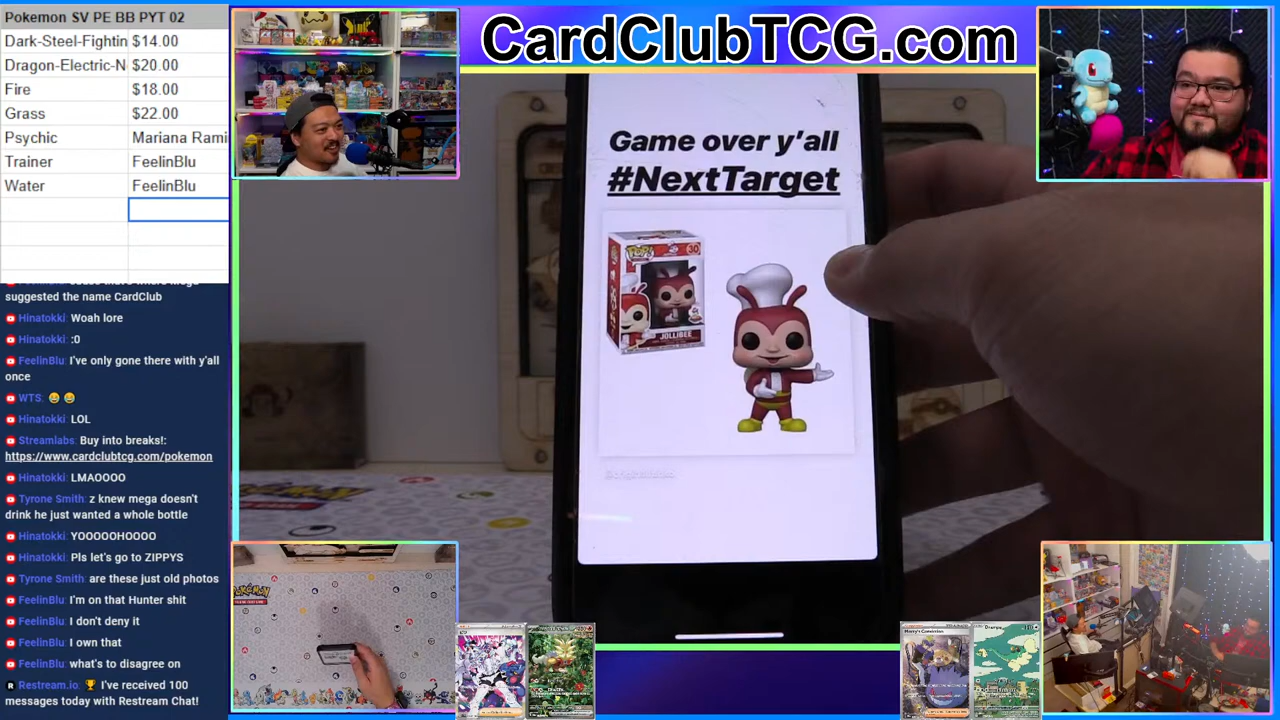 Pokemon SV PE BB PYT 02
Dark-Steel-Fightin $14.00
Dragon-Electric-N $20.00
Fire $18.00
Grass $22.00
Psychic Mariana Rami
Trainer FeelinBlu
Water FeelinBlu
suggested the name CardClub
Hinatokki: Woah lore
Hinatokki: :0
FeelinBlu: I've only gone there with y'all
once
WTS: 😂 😂
Hinatokki: LOL
Streamlabs: Buy into breaks!:
https://www.cardclubtcg.com/pokemon
Hinatokki: LMAOOOO
Tyrone Smith: z knew mega doesn't
drink he just wanted a whole bottle
Hinatokki: YOOOOOHOOOO
Hinatokki: Pls let's go to ZIPPYS
Tyrone Smith: are these just old photos
FeelinBlu: I'm on that Hunter shit
FeelinBlu: I don't deny it
FeelinBlu: I own that
FeelinBlu: what's to disagree on
Restream.io: 🏆 I've received 100
messages today with Restream Chat!
CardClubTCG.com
Game over y'all
#NextTarget
POP!
30
JOLLIBEE
POKÉMON